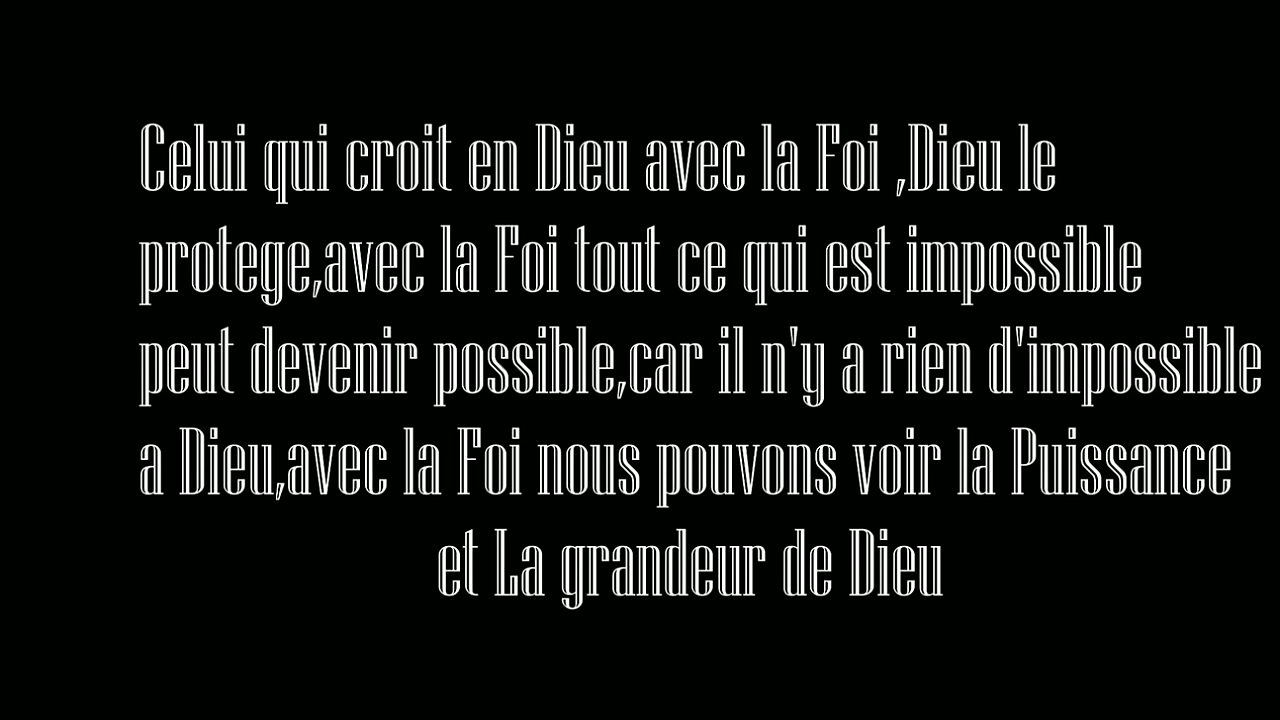 Celui qui croit en Dieu avec la Foi ,Dieu le
protege,avec la Foi tout ce qui est impossible
peut devenir possible,car il n'y a rien d'impossible
a Dieu,avec la Foi nous pouvons voir la Puissance
et La grandeur de Dieu